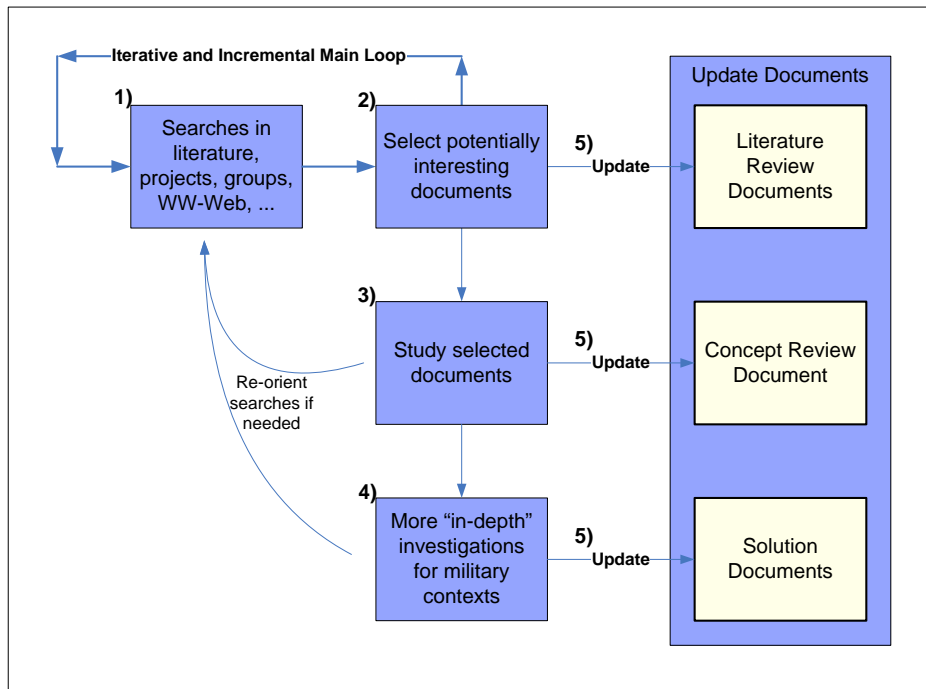 Iterative and Incremental Main Loop
Update Documents
1)
Searches in
literature,
projects, groups,
WW-Web, ...
2)
Select potentially
interesting
documents
5)
Update
Literature
Review
Documents
3)
Study selected
documents
5)
Update
Concept Review
Document
Re-orient
searches if
needed
4)
More “in-depth”
investigations
for military
contexts
5)
Update
Solution
Documents